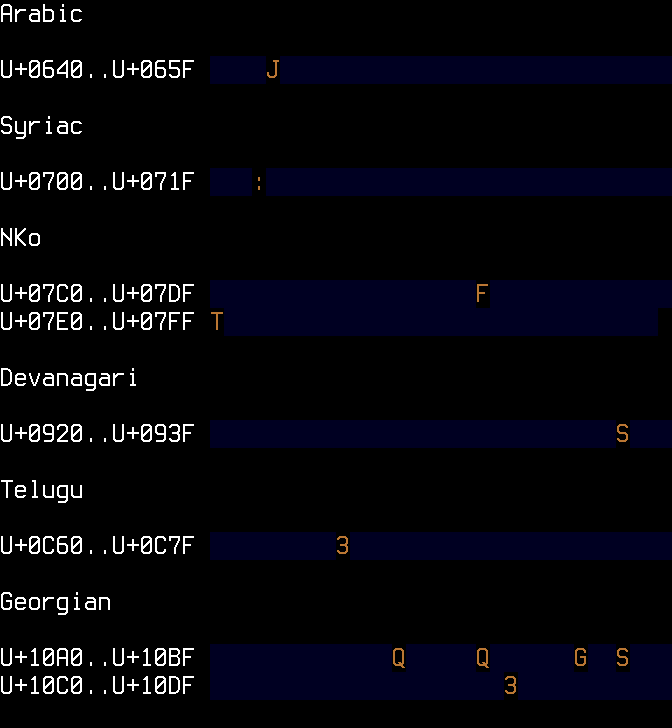 Arabic
U+0640..U+065F J
Syriac
U+0700..U+071F :
NKo
U+07C0..U+07DF F
U+07E0..U+07FF T
Devanagari
U+0920..U+093F S
Telugu
U+0C60..U+0C7F 3
Georgian
U+10A0..U+10BF Q Q G S
U+10C0..U+10DF 3